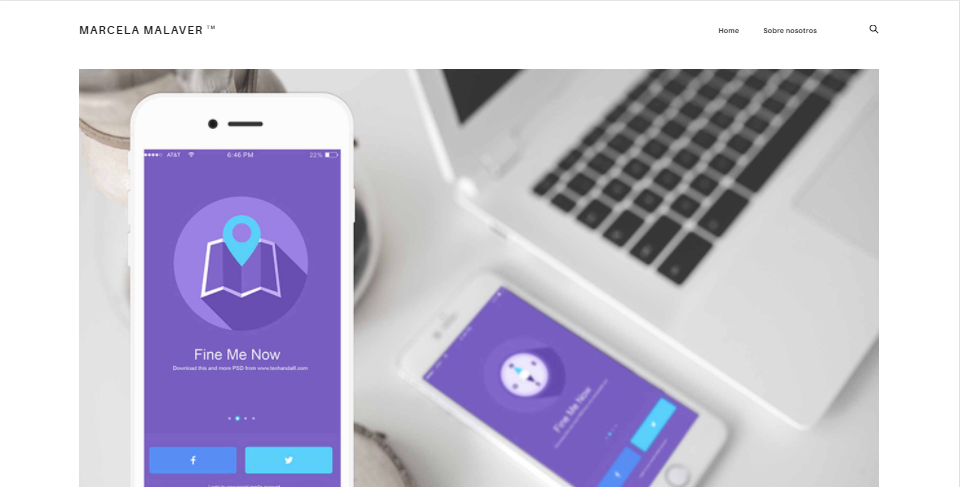 MARCELA MALAVER ™
Home
Sobre nosotros
AT&T
6:46 PM
22%
Fine Me Now
Download this and more PSD from www.texhandalli.com
Fine Me Now